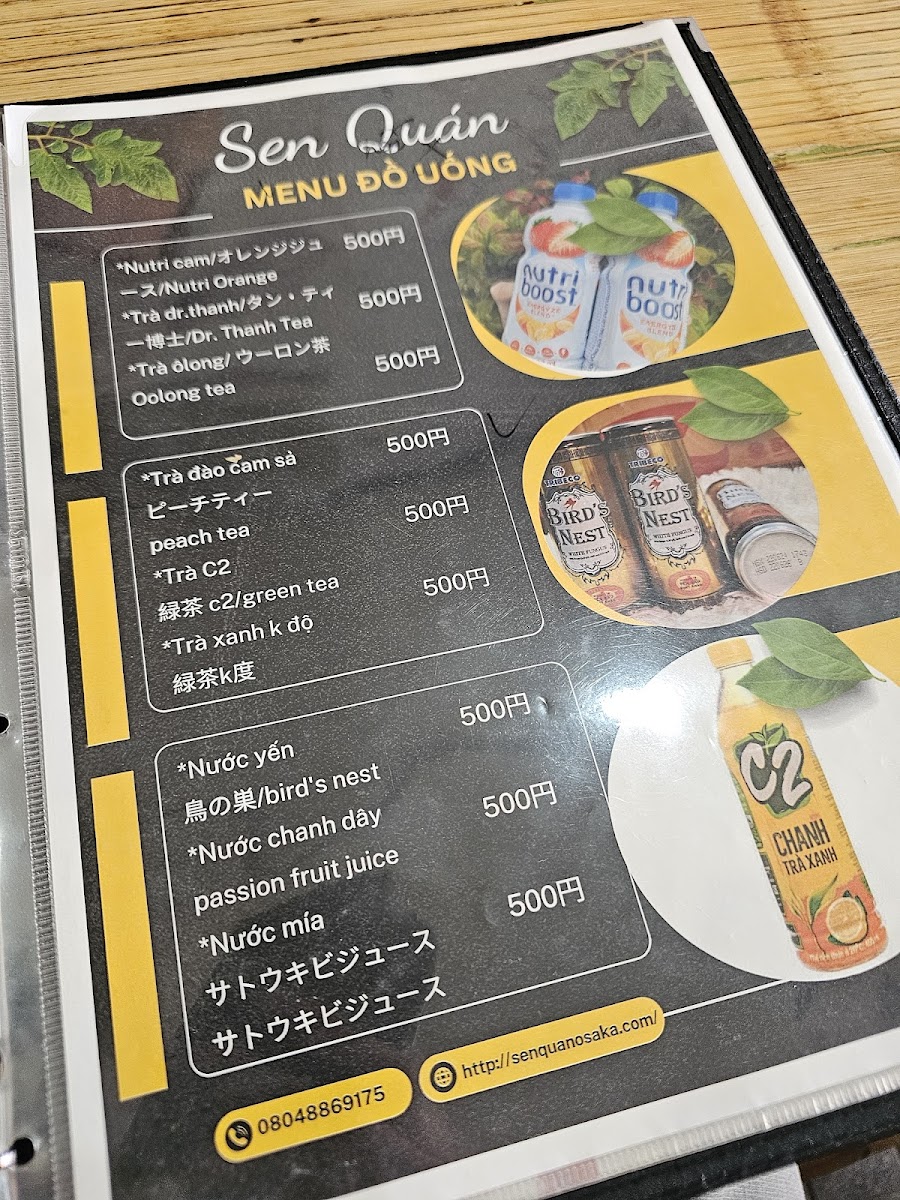 Sen Quán
MENU ĐỒ UỐNG
*Nutri cam/オレンジジュ
ース/Nutri Orange
500円
*Trà dr.thanh/タン・ティ
ー博士/Dr. Thanh Tea
500円
*Trà ôlong/ ウーロン茶
Oolong tea
500円
*Trà đào cam sả
500円
ピーチティー
peach tea
*Trà C2
500円
緑茶 c2/green tea
*Trà xanh k độ
500円
緑茶k度
*Nước yến
500円
鳥の巣/bird's nest
*Nước chanh dây
500円
passion fruit juice
*Nước mía
500円
サトウキビジュース
サトウキビジュース
08048869175
http://senquanosaka.com/
nutri
boost
nutri
boost
TRIBECO
BIRD'S
NEST
WHITE FUNGUS
TRIBECO
BIRD'S
NEST
WHITE FUNGUS
C2
CHANH
TRÀ XANH